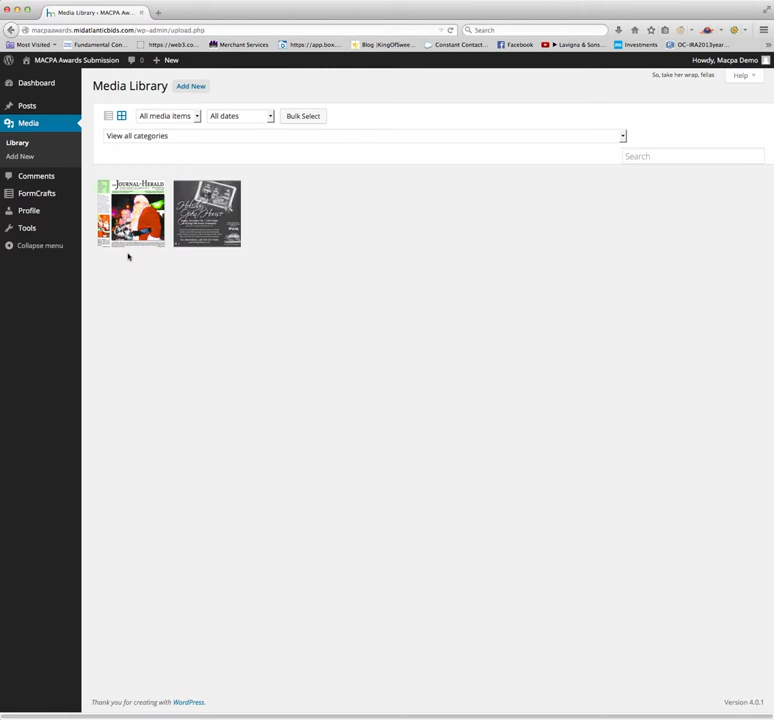 Media Library ‹ MACPA Aw...
macpaawards.midatlanticbids.com/wp-admin/upload.php
Search
Most Visited
Fundamental Con...
https://web3.co...
Merchant Services
https://app.box...
Blog |KingOfSwee...
Constant Contact...
Facebook
Lavigna & Sons...
Investments
OC-IRA2013year...
MACPA Awards Submission
0
New
Howdy, Macpa Demo
So, take her wrap, fellas
Help
Dashboard
Posts
Media
Library
Add New
Comments
FormCrafts
Profile
Tools
Collapse menu
Media Library
Add New
All media items
All dates
Bulk Select
View all categories
Search
JOURNAL-HERALD
Holiday
Open House
Thank you for creating with WordPress.
Version 4.0.1